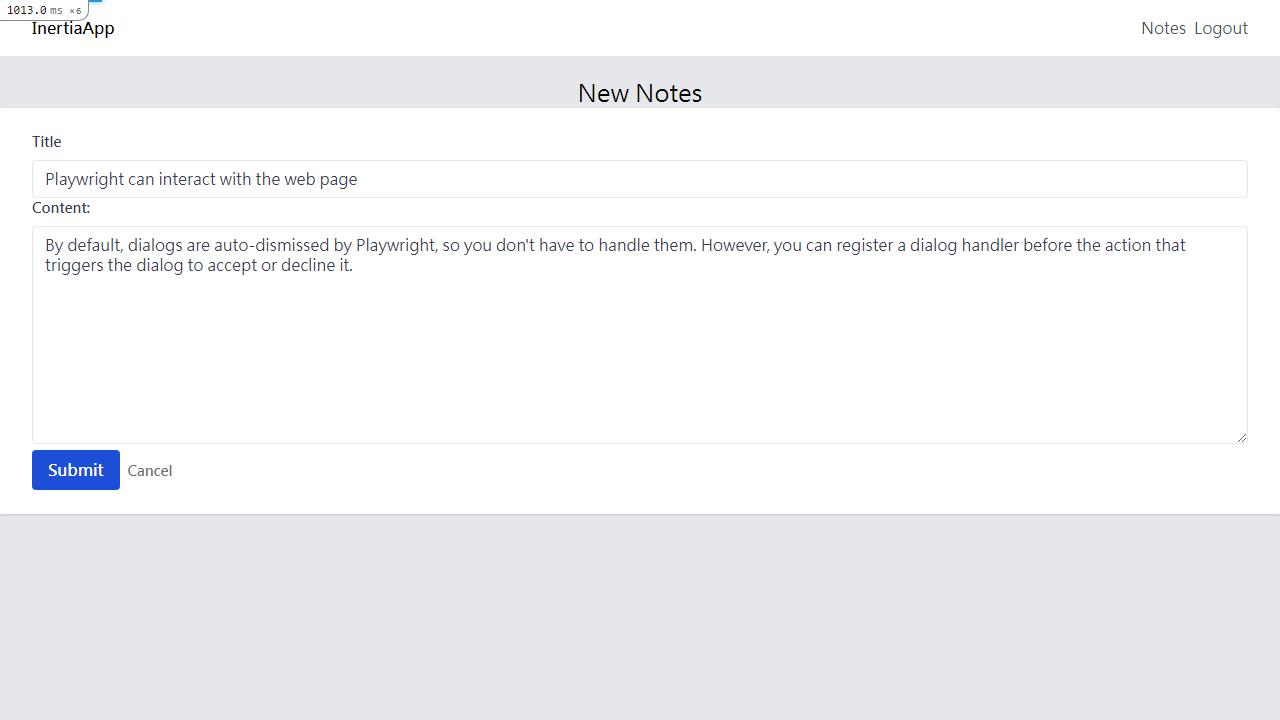 1013.0 ms ×6
InertiaApp
Notes Logout
New Notes
Title
Playwright can interact with the web page
Content:
By default, dialogs are auto-dismissed by Playwright, so you don't have to handle them. However, you can register a dialog handler before the action that
triggers the dialog to accept or decline it.
Submit Cancel